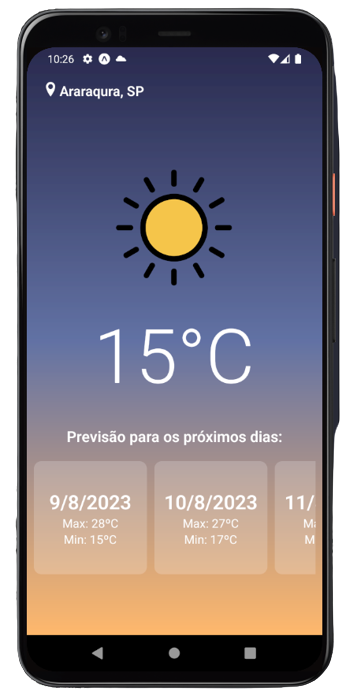 10:26
Araraqura, SP
15°C
Previsão para os próximos dias:
9/8/2023
Max: 28ºC
Min: 15ºC
10/8/2023
Max: 27ºC
Min: 17ºC
11/